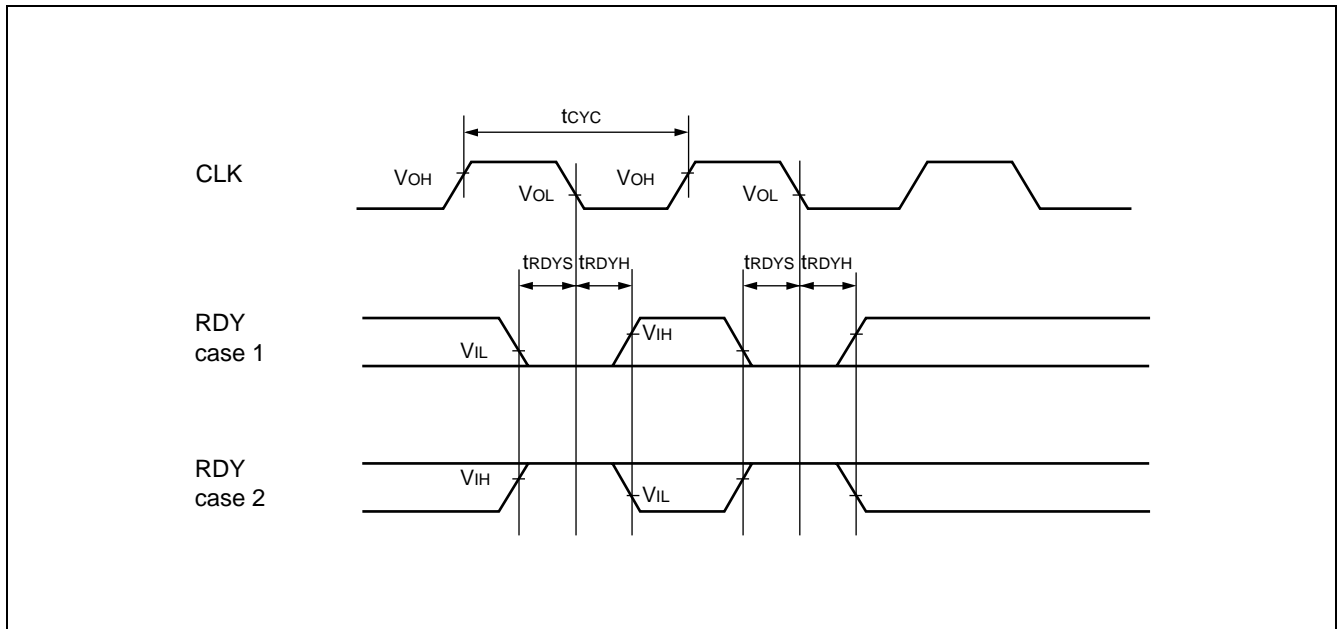 tCYC
CLK
VOH
VOL
VOH
VOL
tRDYS tRDYH
tRDYS tRDYH
RDY
case 1
VIL
VIH
RDY
case 2
VIH
VIL